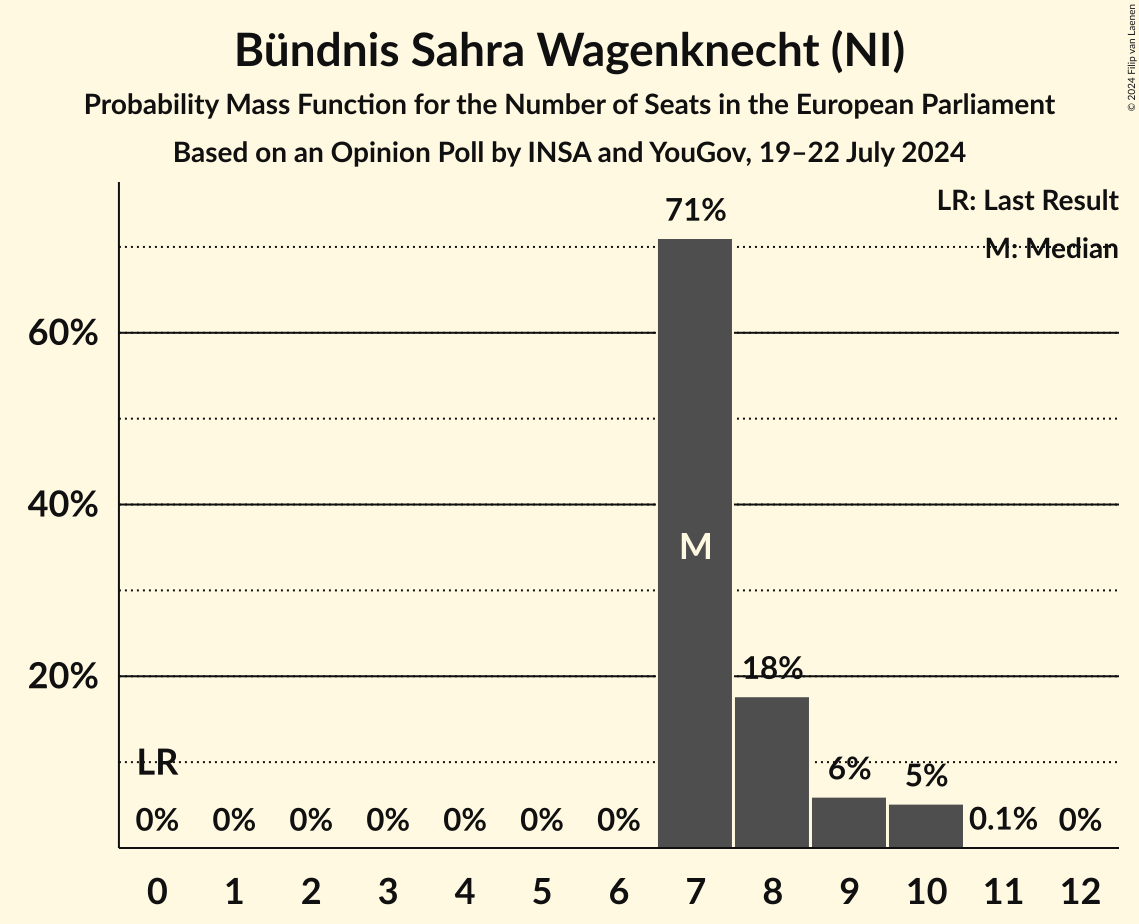 Bündnis Sahra Wagenknecht (NI)
Probability Mass Function for the Number of Seats in the European Parliament
Based on an Opinion Poll by INSA and YouGov, 19–22 July 2024
© 2024 Filip van Laenen
LR: Last Result
M: Median
71%
60%
40%
M
20%
18%
LR
6%
5%
0% 0% 0% 0% 0% 0% 0% 0.1% 0%
0 1 2 3 4 5 6 7 8 9 10 11 12